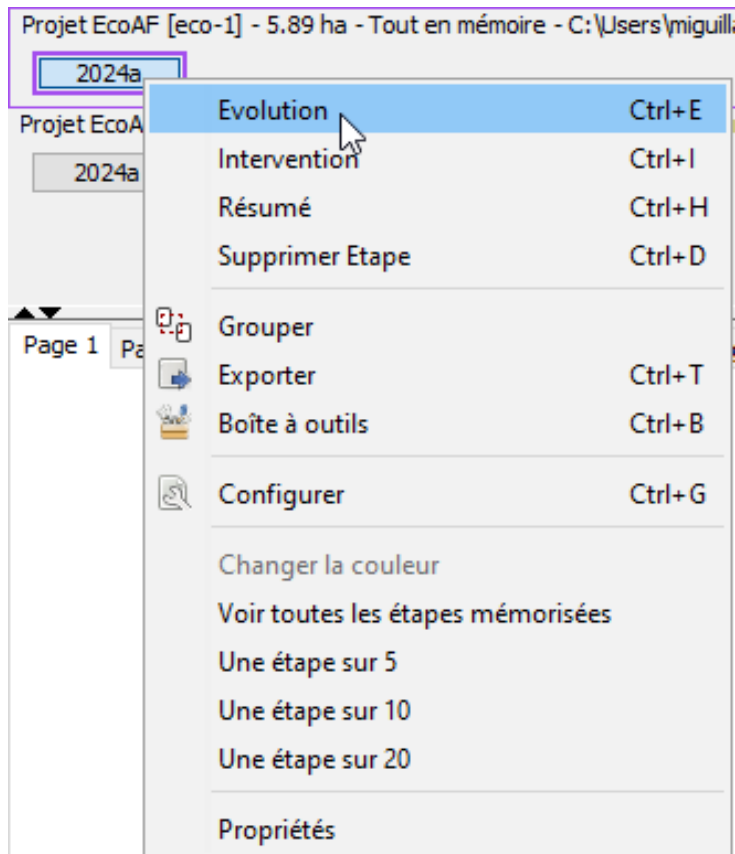 Projet EcoAF [eco-1] - 5.89 ha - Tout en mémoire - C:\Users\miguilla
2024a
Evolution Ctrl+E
Projet EcoA
Intervention Ctrl+I
2024a
Résumé Ctrl+H
Supprimer Etape Ctrl+D
Grouper
Page 1 Pa
Exporter Ctrl+T
Boîte à outils Ctrl+B
Configurer Ctrl+G
Changer la couleur
Voir toutes les étapes mémorisées
Une étape sur 5
Une étape sur 10
Une étape sur 20
Propriétés